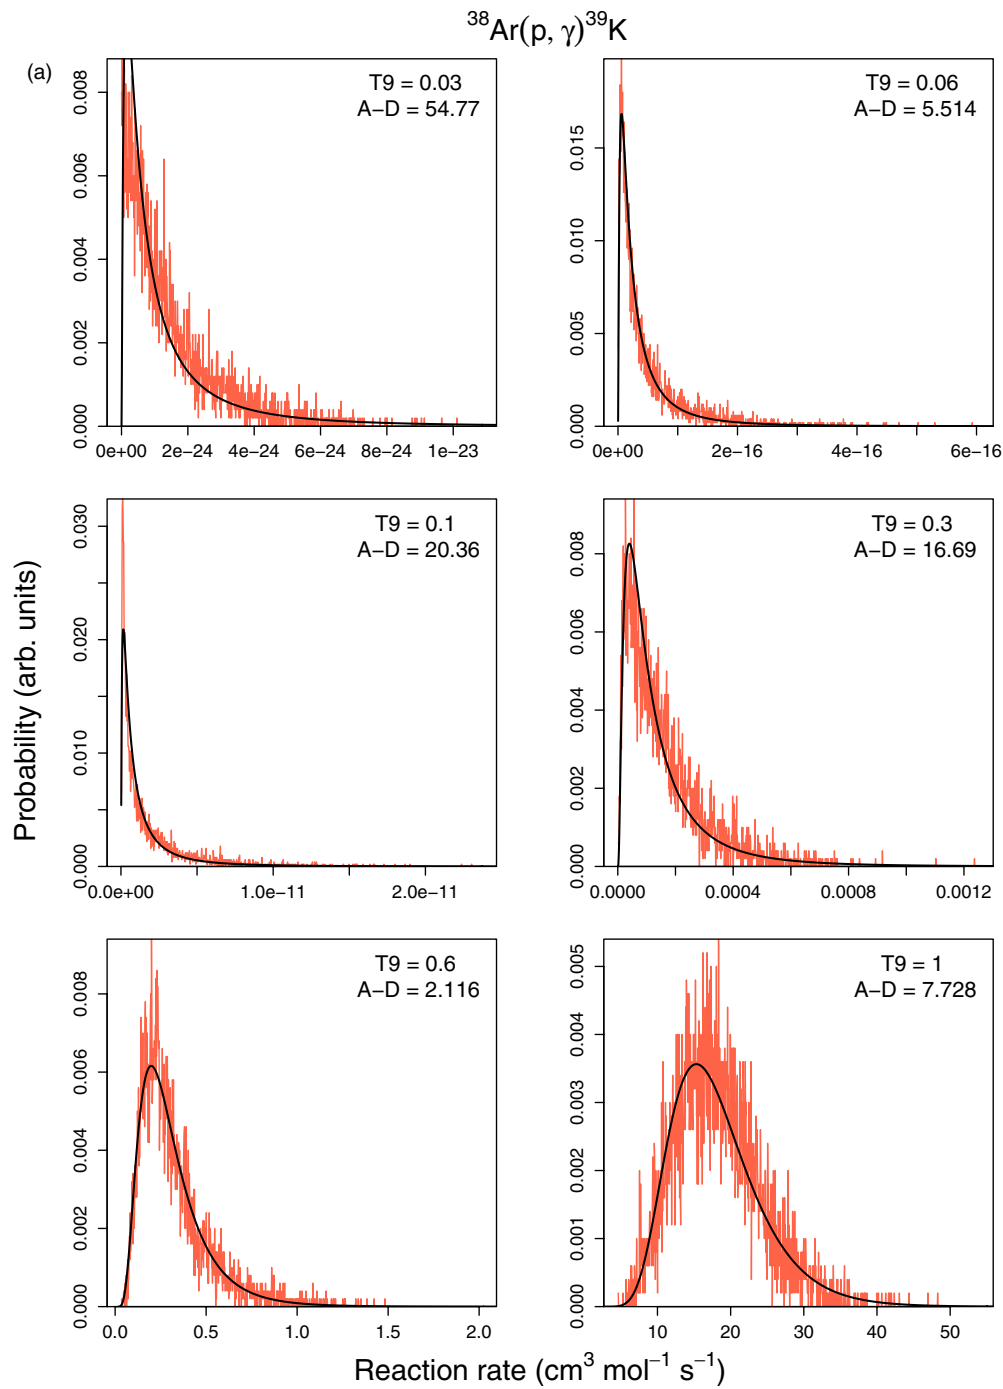 ³⁸Ar(p, γ)³⁹K
(a)
T9 = 0.03
A−D = 54.77
0.000
0.002
0.004
0.006
0.008
0e+00
2e−24
4e−24
6e−24
8e−24
1e−23
T9 = 0.06
A−D = 5.514
0.000
0.005
0.010
0.015
0e+00
2e−16
4e−16
6e−16
T9 = 0.1
A−D = 20.36
0.000
0.010
0.020
0.030
0.0e+00
1.0e−11
2.0e−11
T9 = 0.3
A−D = 16.69
0.000
0.002
0.004
0.006
0.008
0.0000
0.0004
0.0008
0.0012
T9 = 0.6
A−D = 2.116
0.000
0.002
0.004
0.006
0.008
0.0
0.5
1.0
1.5
2.0
T9 = 1
A−D = 7.728
0.000
0.001
0.002
0.003
0.004
0.005
10
20
30
40
50
Probability (arb. units)
Reaction rate (cm³ mol⁻¹ s⁻¹)